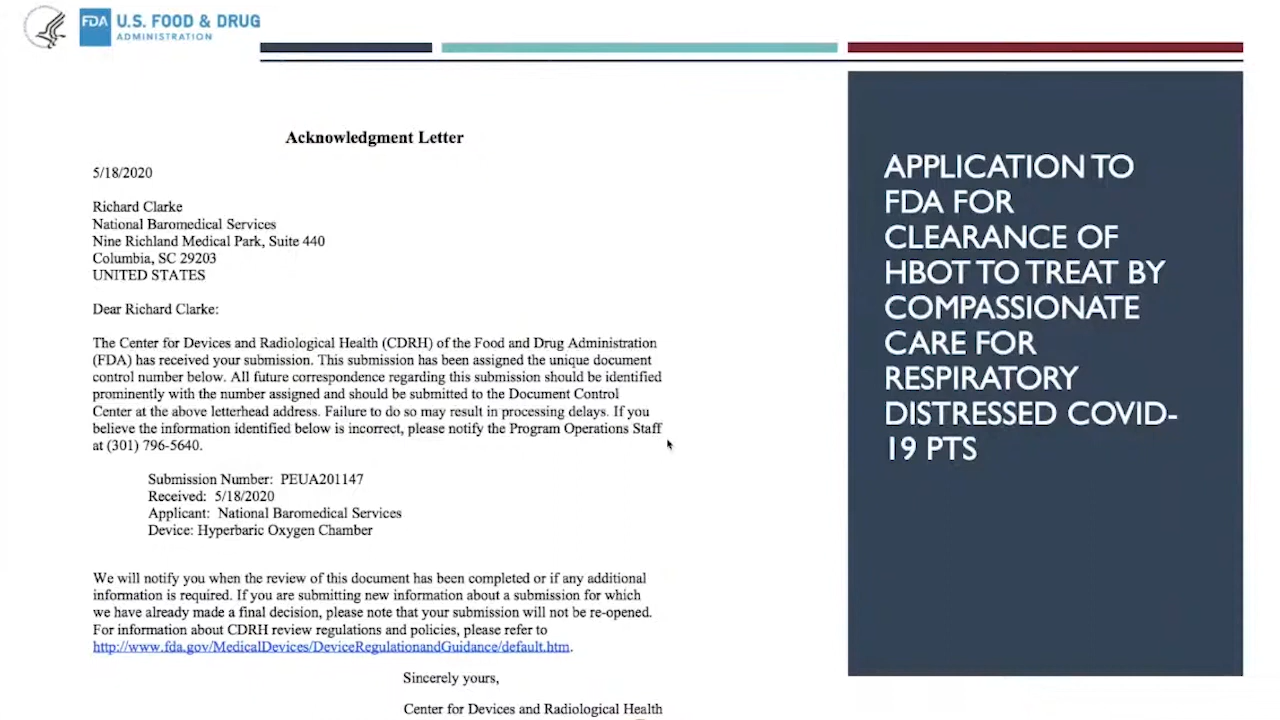 FDA U.S. FOOD & DRUG
ADMINISTRATION
Acknowledgment Letter
5/18/2020
Richard Clarke
National Baromedical Services
Nine Richland Medical Park, Suite 440
Columbia, SC 29203
UNITED STATES
Dear Richard Clarke:
The Center for Devices and Radiological Health (CDRH) of the Food and Drug Administration
(FDA) has received your submission. This submission has been assigned the unique document
control number below. All future correspondence regarding this submission should be identified
prominently with the number assigned and should be submitted to the Document Control
Center at the above letterhead address. Failure to do so may result in processing delays. If you
believe the information identified below is incorrect, please notify the Program Operations Staff
at (301) 796-5640.
Submission Number: PEUA201147
Received: 5/18/2020
Applicant: National Baromedical Services
Device: Hyperbaric Oxygen Chamber
We will notify you when the review of this document has been completed or if any additional
information is required. If you are submitting new information about a submission for which
we have already made a final decision, please note that your submission will not be re-opened.
For information about CDRH review regulations and policies, please refer to
http://www.fda.gov/MedicalDevices/DeviceRegulationandGuidance/default.htm.
Sincerely yours,
Center for Devices and Radiological Health
APPLICATION TO
FDA FOR
CLEARANCE OF
HBOT TO TREAT BY
COMPASSIONATE
CARE FOR
RESPIRATORY
DISTRESSED COVID-
19 PTS